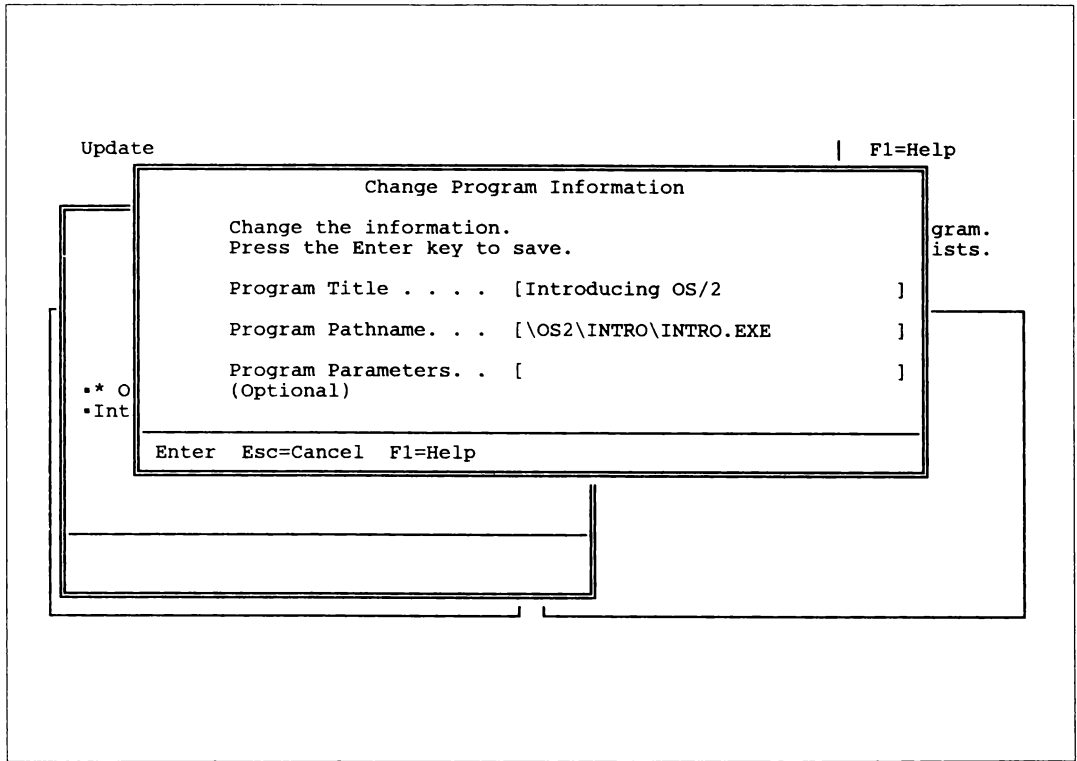 Update | F1=Help
Change Program Information
Change the information.
Press the Enter key to save.
gram.
ists.
Program Title . . . . [Introducing OS/2 ]
Program Pathname. . . [\OS2\INTRO\INTRO.EXE ]
Program Parameters. . [ ]
(Optional)
▪* O
▪Int
Enter Esc=Cancel F1=Help